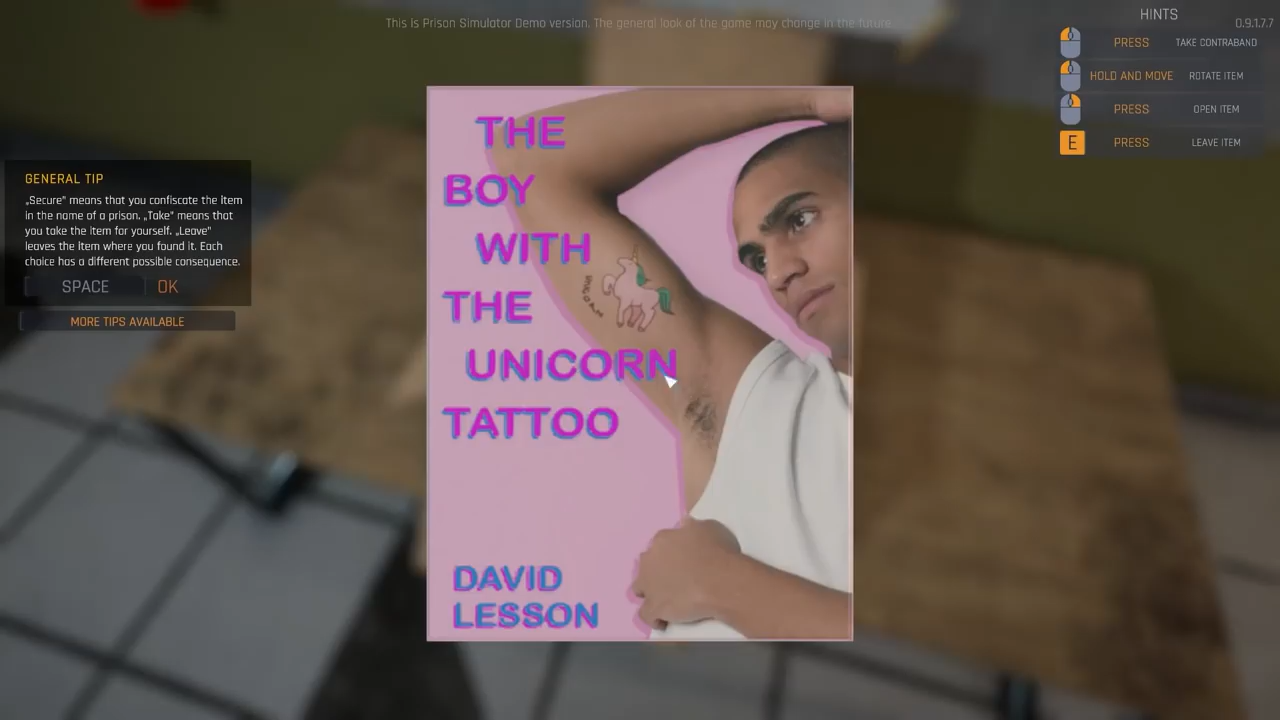 This is Prison Simulator Demo version. The general look of the game may change in the future
HINTS
0.9.1.7.7
PRESS TAKE CONTRABAND
HOLD AND MOVE ROTATE ITEM
PRESS OPEN ITEM
E PRESS LEAVE ITEM
GENERAL TIP
„Secure" means that you confiscate the item
in the name of a prison. „Take" means that
you take the item for yourself. „Leave"
leaves the item where you found it. Each
choice has a different possible consequence.
SPACE OK
MORE TIPS AVAILABLE
THE
BOY
WITH
THE
UNICORN
TATTOO
DAVID
LESSON